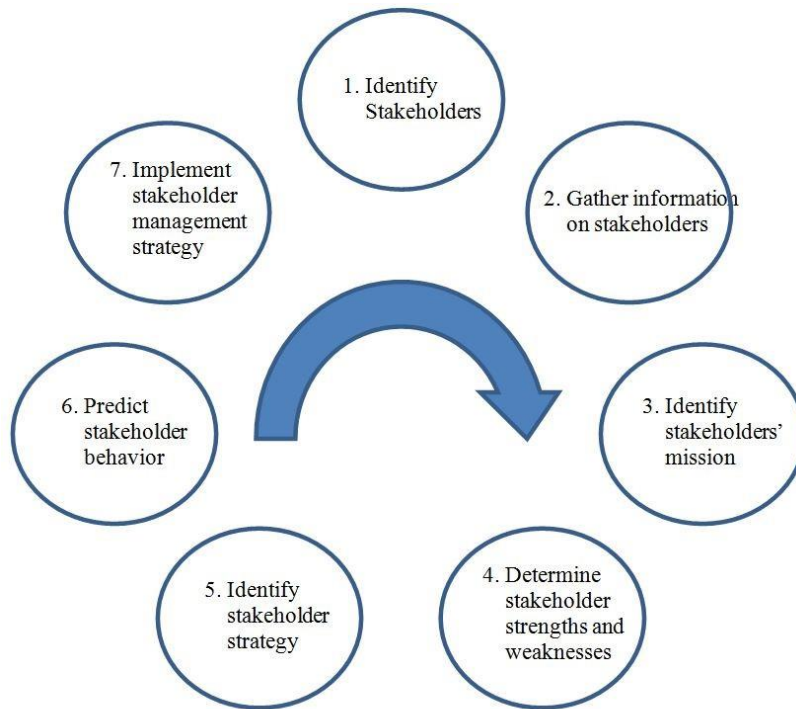 1. Identify
Stakeholders
2. Gather information
on stakeholders
3. Identify
stakeholders’
mission
4. Determine
stakeholder
strengths and
weaknesses
5. Identify
stakeholder
strategy
6. Predict
stakeholder
behavior
7. Implement
stakeholder
management
strategy